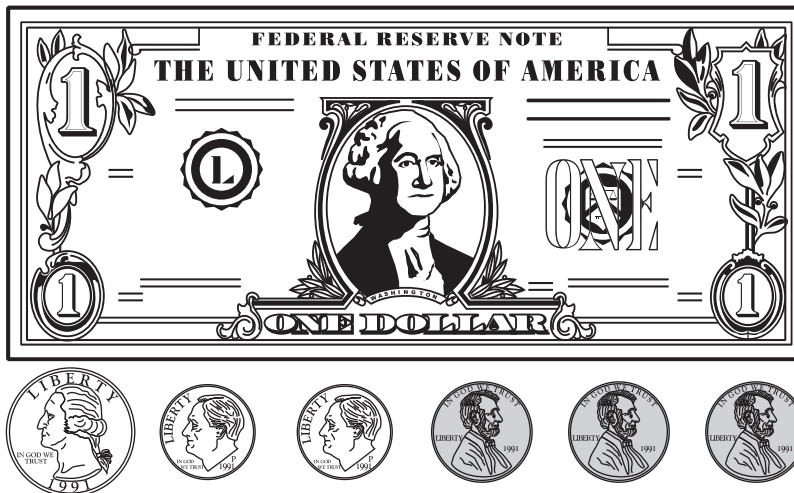 FEDERAL RESERVE NOTE
THE UNITED STATES OF AMERICA
1
1
L
ONE
WASHINGTON
1
1
ONE DOLLAR
LIBERTY
IN GOD WE
TRUST
1991
LIBERTY
IN GOD
WE TRUST
P
1991
LIBERTY
IN GOD
WE TRUST
P
1991
IN GOD WE TRUST
LIBERTY
1991
IN GOD WE TRUST
LIBERTY
1991
IN GOD WE TRUST
LIBERTY
1991